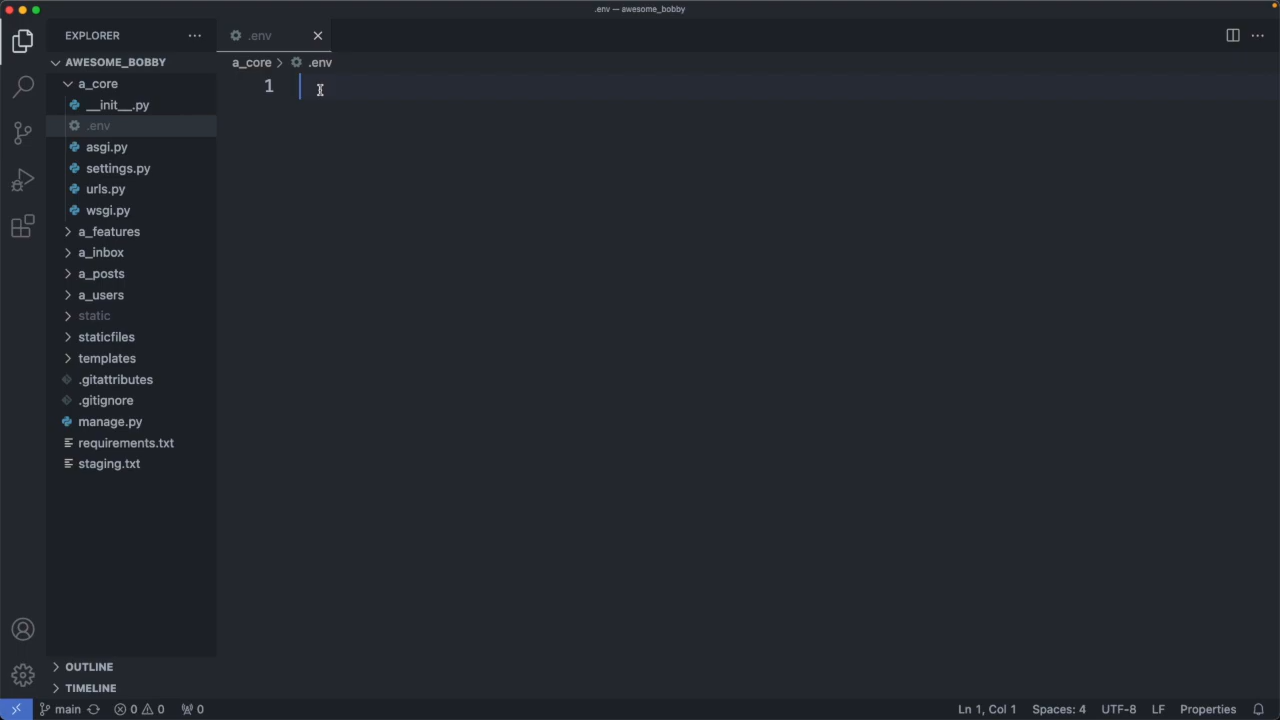 .env — awesome_bobby
EXPLORER
.env
AWESOME_BOBBY
a_core > .env
a_core
1
__init__.py
.env
asgi.py
settings.py
urls.py
wsgi.py
a_features
a_inbox
a_posts
a_users
static
staticfiles
templates
.gitattributes
.gitignore
manage.py
requirements.txt
staging.txt
OUTLINE
TIMELINE
main 0 0 0 Ln 1, Col 1 Spaces: 4 UTF-8 LF Properties